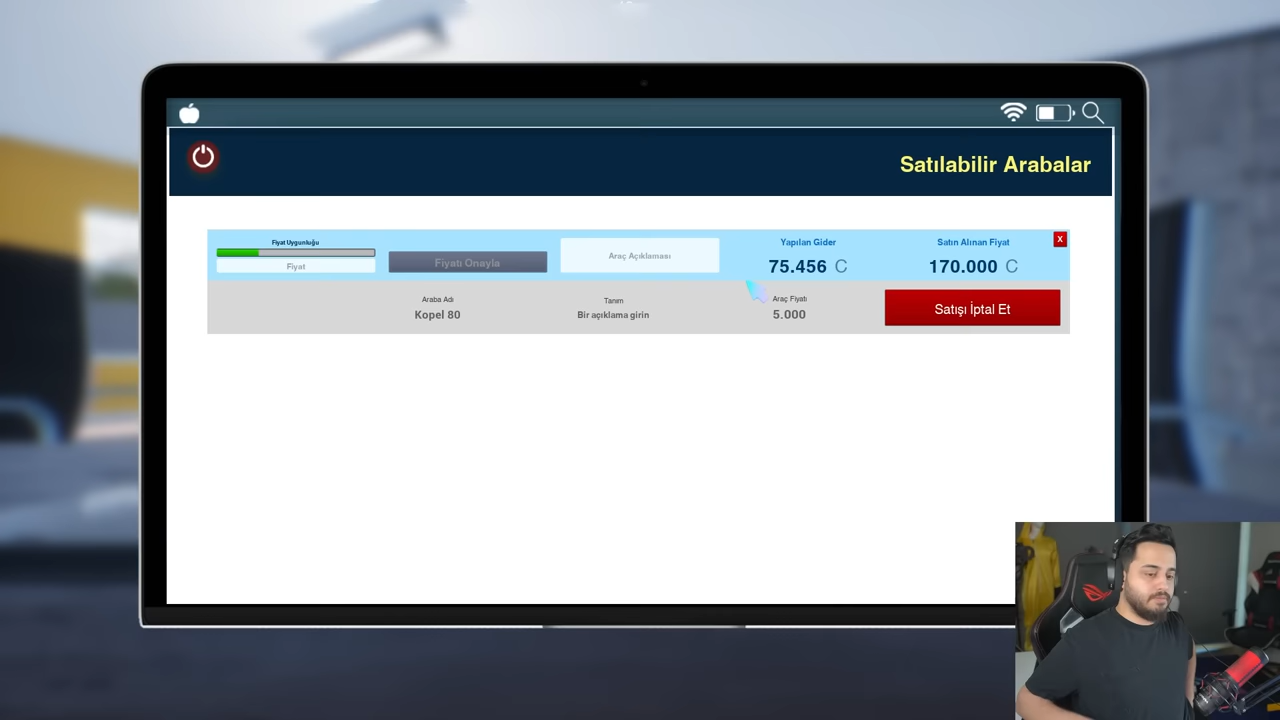 Satılabilir Arabalar
Fiyat Uygunluğu
Fiyat
Fiyatı Onayla
Araç Açıklaması
Yapılan Gider
75.456 C
Satın Alınan Fiyat
170.000 C
X
Araba Adı
Kopel 80
Tanım
Bir açıklama girin
Araç Fiyatı
5.000
Satışı İptal Et